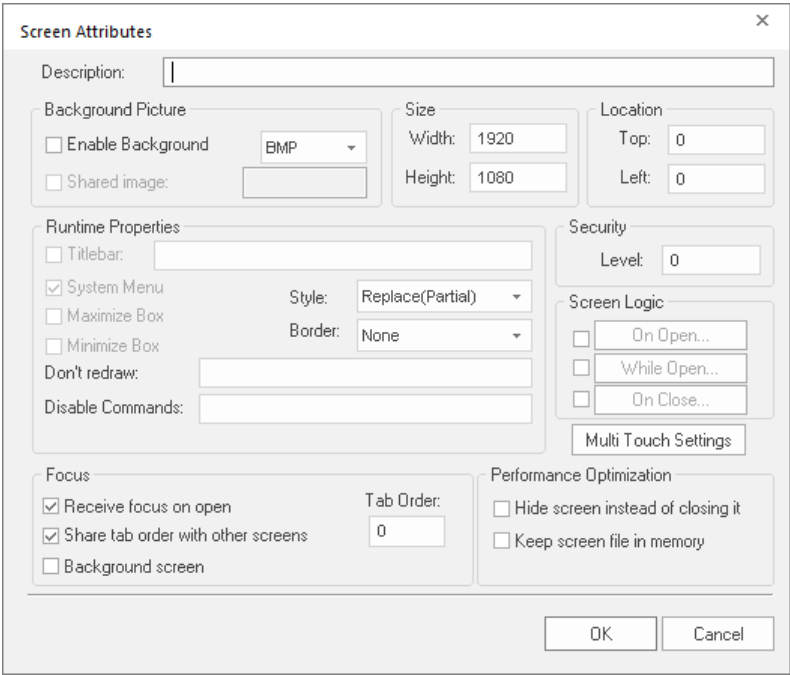 Screen Attributes
Description:
Background Picture
Enable Background
BMP
Shared image:
Size
Width: 1920
Height: 1080
Location
Top: 0
Left: 0
Runtime Properties
Titlebar:
System Menu
Maximize Box
Minimize Box
Style: Replace(Partial)
Border: None
Don't redraw:
Disable Commands:
Security
Level: 0
Screen Logic
On Open...
While Open...
On Close...
Multi Touch Settings
Focus
Receive focus on open
Share tab order with other screens
Background screen
Tab Order:
0
Performance Optimization
Hide screen instead of closing it
Keep screen file in memory
OK Cancel